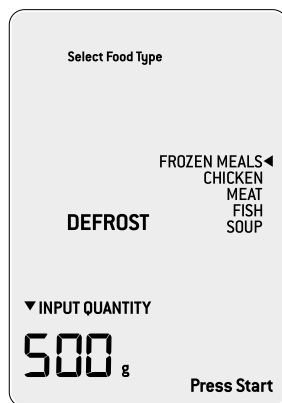 Select Food Type
FROZEN MEALS◀
CHICKEN
MEAT
FISH
DEFROST
SOUP
▼INPUT QUANTITY
500 g
Press Start